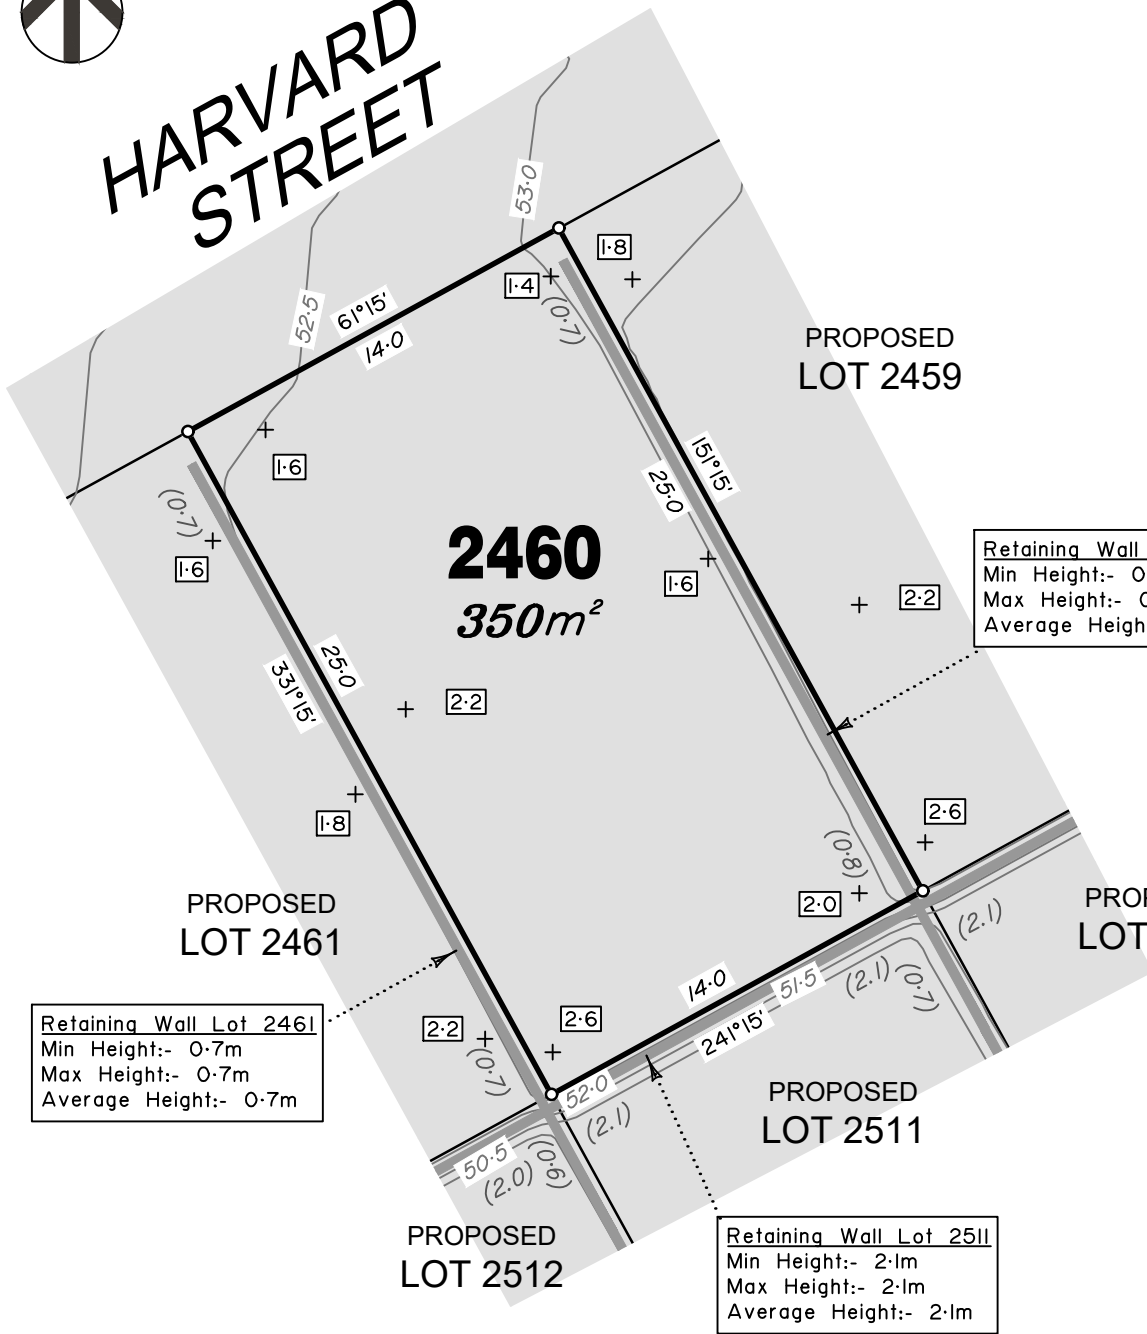 HARVARD
STREET
53·0
1·8
1·4
(0·7)
52·5
61°15'
14·0
PROPOSED
LOT 2459
1·6
(0·7)
1·6
151°15'
25·0
2460
350m²
1·6
2·2
Retaining Wall
Min Height:- 0
Max Height:-
Average Heigh
25·0
331°15'
2·2
1·8
2·6
(0·8)
2·0
PROPOSED
LOT 2461
PROP
LOT
(2.1)
14·0
51·5
(2.1)
(0·7)
241°15'
Retaining Wall Lot 2461
Min Height:- 0·7m
Max Height:- 0·7m
Average Height:- 0·7m
2·2
2·6
(0·7)
52·0
(2.1)
PROPOSED
LOT 2511
50·5
(2.0)
(0·6)
PROPOSED
LOT 2512
Retaining Wall Lot 2511
Min Height:- 2·1m
Max Height:- 2·1m
Average Height:- 2·1m